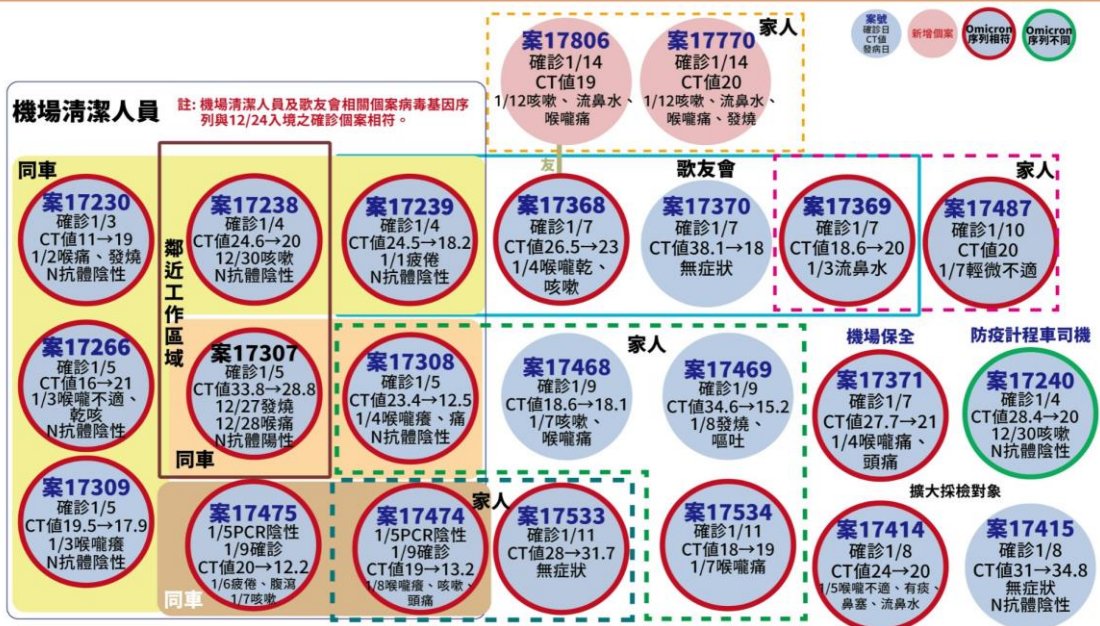 案號
確診日
CT值
發病日
新增個案
Omicron
序列相符
Omicron
序列不同
家人
案17806
確診1/14
CT值19
1/12咳嗽、流鼻水、
喉嚨痛
案17770
確診1/14
CT值20
1/12咳嗽、流鼻水、
喉嚨痛、發燒
機場清潔人員
註: 機場清潔人員及歌友會相關個案病毒基因序
列與12/24入境之確診個案相符。
同車
案17230
確診1/3
CT值11→19
1/2喉痛、發燒
N抗體陰性
鄰近工作區域
案17238
確診1/4
CT值24.6→20
12/30咳嗽
N抗體陰性
案17239
確診1/4
CT值24.5→18.2
1/1疲倦
N抗體陰性
友
案17368
確診1/7
CT值26.5→23
1/4喉嚨乾、
咳嗽
歌友會
案17370
確診1/7
CT值38.1→18
無症狀
案17369
確診1/7
CT值18.6→20
1/3流鼻水
家人
案17487
確診1/10
CT值20
1/7輕微不適
案17266
確診1/5
CT值16→21
1/3喉嚨不適、
乾咳
N抗體陰性
案17307
確診1/5
CT值33.8→28.8
12/27發燒
12/28喉痛
N抗體陽性
同車
案17308
確診1/5
CT值23.4→12.5
1/4喉嚨癢、痛
N抗體陰性
家人
案17468
確診1/9
CT值18.6→18.1
1/7咳嗽、
喉嚨痛
案17469
確診1/9
CT值34.6→15.2
1/8發燒、
嘔吐
機場保全
案17371
確診1/7
CT值27.7→21
1/4喉嚨痛、
頭痛
防疫計程車司機
案17240
確診1/4
CT值28.4→20
12/30咳嗽
N抗體陰性
案17309
確診1/5
CT值19.5→17.9
1/3喉嚨癢
N抗體陰性
同車
案17475
1/5PCR陰性
1/9確診
CT值20→12.2
1/6疲倦、腹瀉
1/7咳嗽
案17474
1/5PCR陰性
1/9確診
CT值19→13.2
1/8喉嚨癢、咳嗽、
頭痛
家人
案17533
確診1/11
CT值28→31.7
無症狀
案17534
確診1/11
CT值18→19
1/7喉嚨痛
擴大採檢對象
案17414
確診1/8
CT值24→20
1/5喉嚨不適、有痰、
鼻塞、流鼻水
案17415
確診1/8
CT值31→34.8
無症狀
N抗體陰性